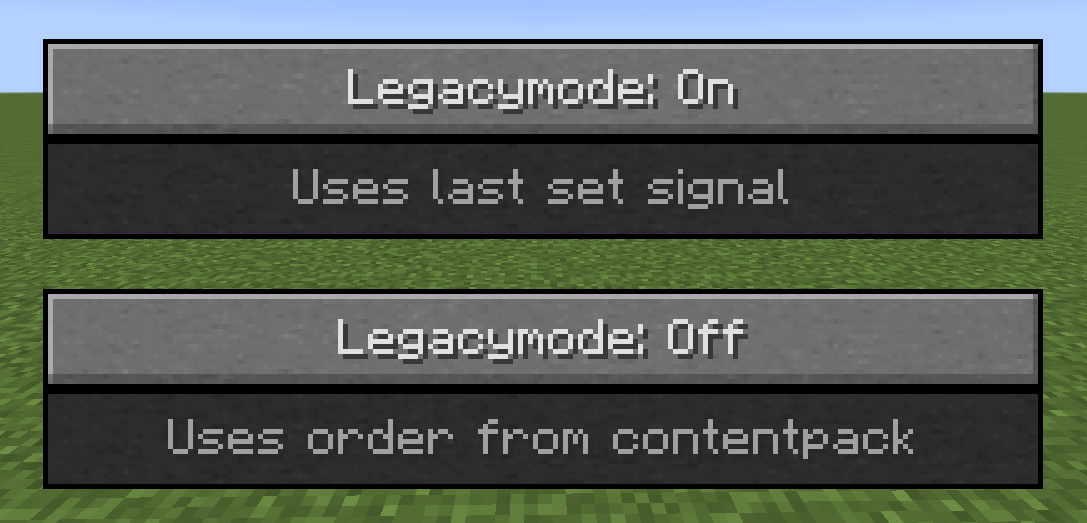 Legacymode: On
Uses last set signal
Legacymode: Off
Uses order from contentpack